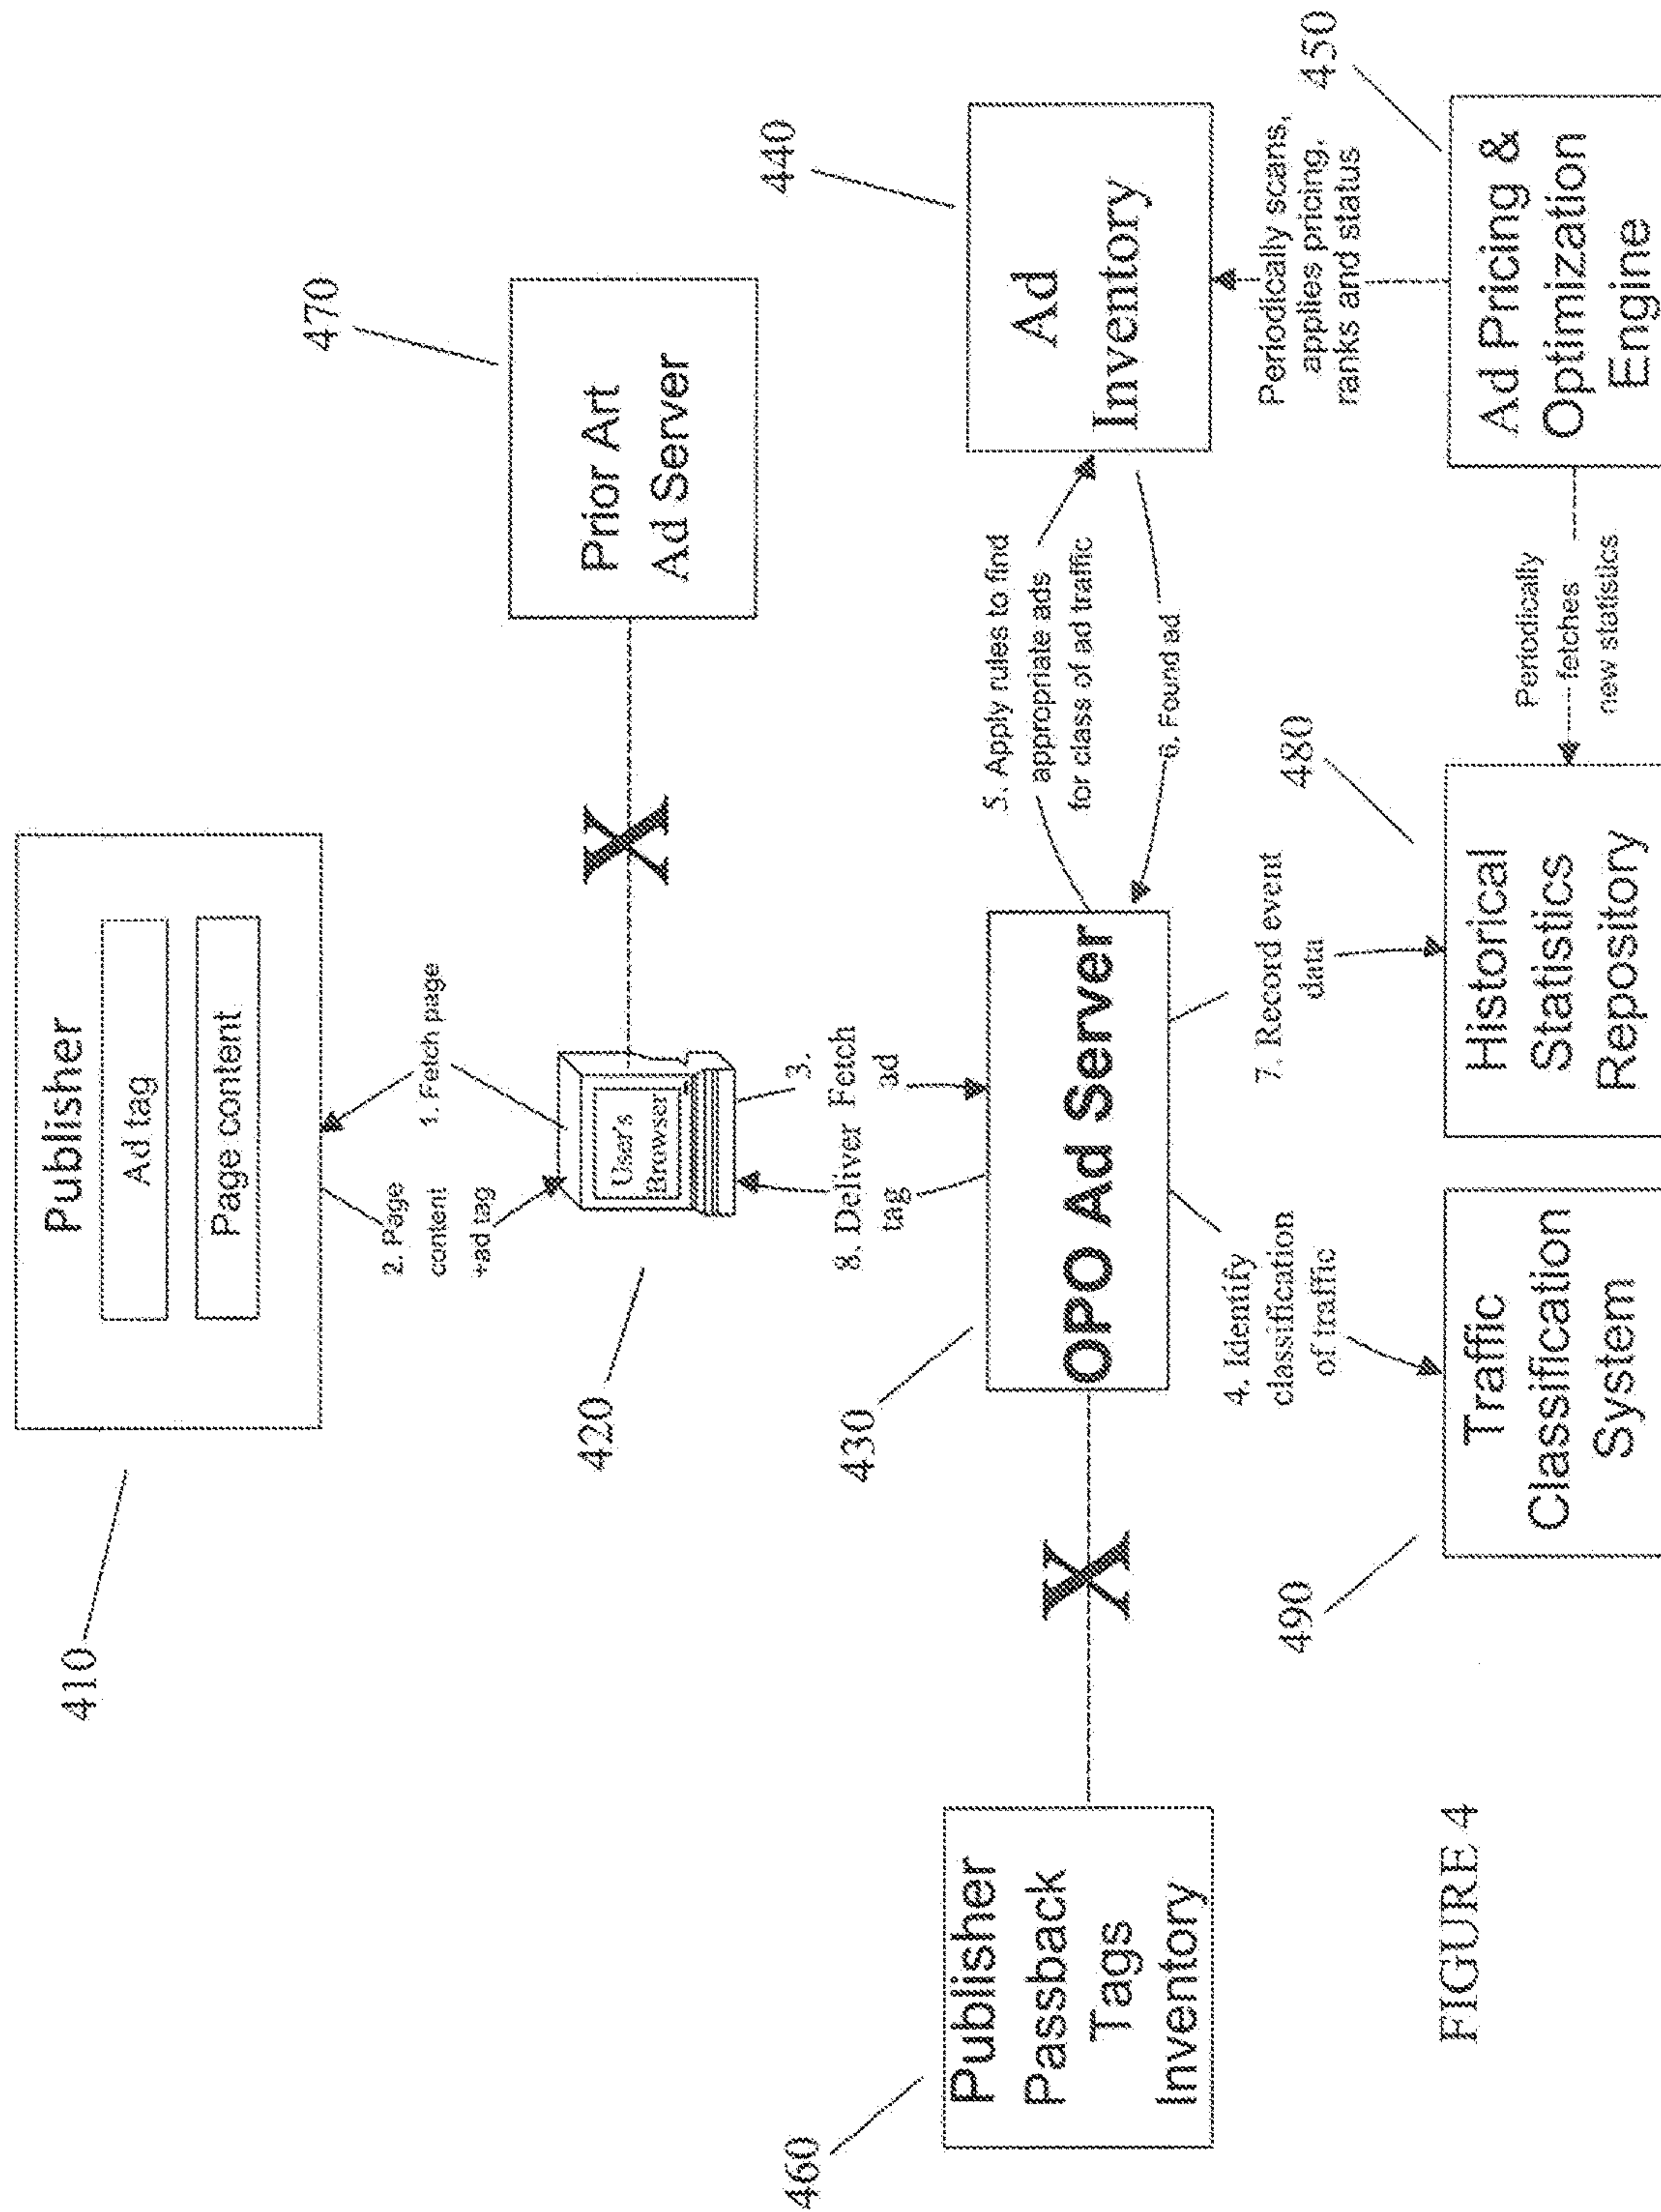 410
Publisher
Ad tag
Page content
1. Fetch page
2. Page
content
+ad tag
420
User's
Browser
470
Prior Art
Ad Server
X
3.
Fetch
ad
8. Deliver
tag
430
OPO Ad Server
440
Ad
Inventory
5. Apply rules to find
appropriate ads
for class of ad traffic
6. Found ad
450
Periodically scans,
applies pricing,
ranks and status
Ad Pricing &
Optimization
Engine
Periodically
fetches
new statistics
460
Publisher
Passback
Tags
Inventory
X
4. Identify
classification
of traffic
7. Record event
data
480
Historical
Statistics
Repository
490
Traffic
Classification
System
FIGURE 4